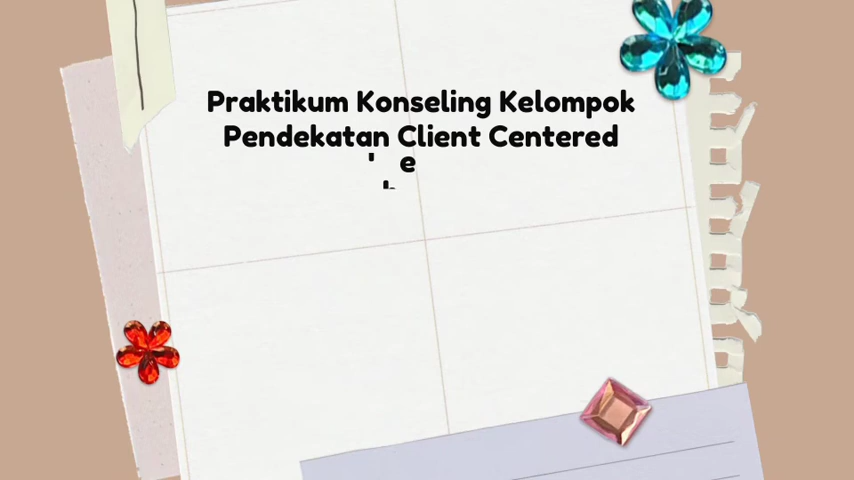 Praktikum Konseling Kelompok
Pendekatan Client Centered